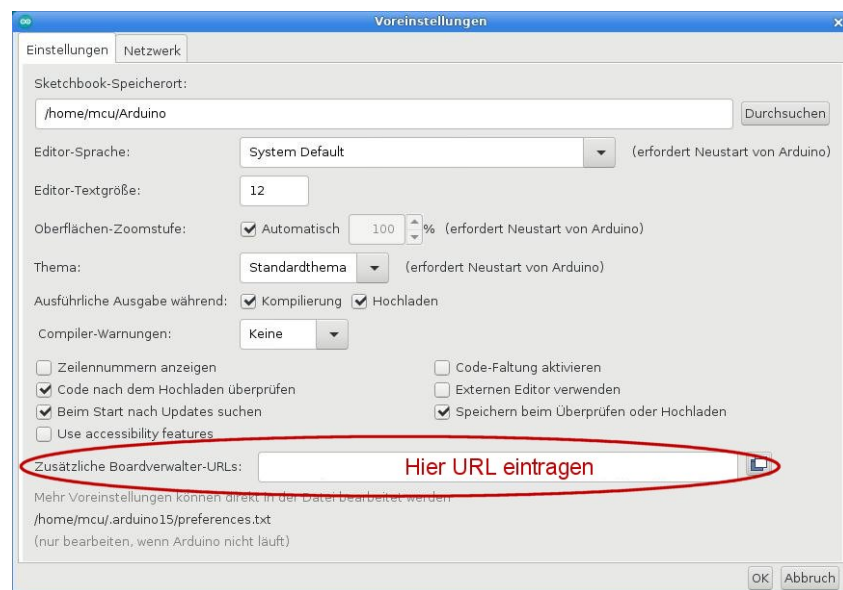 Voreinstellungen
Einstellungen Netzwerk
Sketchbook-Speicherort:
/home/mcu/Arduino Durchsuchen
Editor-Sprache: System Default (erfordert Neustart von Arduino)
Editor-Textgröße: 12
Oberflächen-Zoomstufe: Automatisch 100 % (erfordert Neustart von Arduino)
Thema: Standardthema (erfordert Neustart von Arduino)
Ausführliche Ausgabe während: Kompilierung Hochladen
Compiler-Warnungen: Keine
Zeilennummern anzeigen Code-Faltung aktivieren
Code nach dem Hochladen überprüfen Externen Editor verwenden
Beim Start nach Updates suchen Speichern beim Überprüfen oder Hochladen
Use accessibility features
Zusätzliche Boardverwalter-URLs: Hier URL eintragen
Mehr Voreinstellungen können direkt in der Datei bearbeitet werden
/home/mcu/.arduino15/preferences.txt
(nur bearbeiten, wenn Arduino nicht läuft)
OK Abbruch